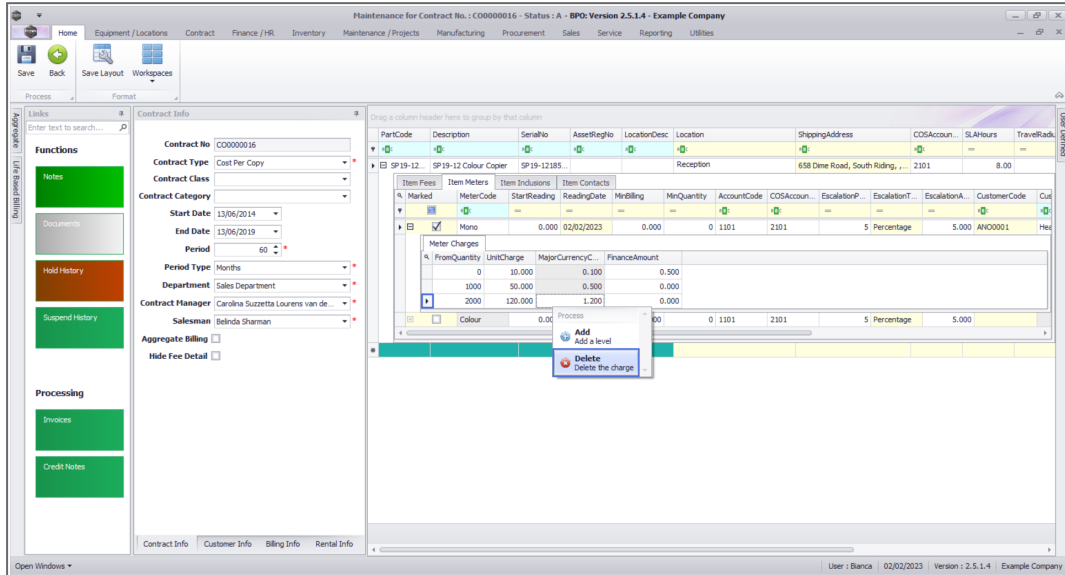 Maintenance for Contract No. : CO0000016 - Status : A - BPO: Version 2.5.1.4 - Example Company
Home Equipment / Locations Contract Finance / HR Inventory Maintenance / Projects Manufacturing Procurement Sales Service Reporting Utilities
Save Back Save Layout Workspaces
Process Format
Aggregate
Life Based Billing
User Defined
Links
Enter text to search...
Functions
Notes
Documents
Hold History
Suspend History
Processing
Invoices
Credit Notes
Contract Info
Contract No CO0000016
Contract Type Cost Per Copy *
Contract Class
Contract Category
Start Date 13/06/2014
End Date 13/06/2019
Period 60 *
Period Type Months *
Department Sales Department *
Contract Manager Carolina Suzzetta Lourens van de... *
Salesman Belinda Sharman *
Aggregate Billing
Hide Fee Detail
Contract Info Customer Info Billing Info Rental Info
Drag a column header here to group by that column
PartCode Description SerialNo AssetRegNo LocationDesc Location ShippingAddress COSAccoun... SLAHours TravelRadiu
SP19-12... SP19-12 Colour Copier SP19-12185... Reception 658 Dime Road, South Riding, ,... 2101 8.00
Item Fees Item Meters Item Inclusions Item Contacts
Marked MeterCode StartReading ReadingDate MinBilling MinQuantity AccountCode COSAccoun... EscalationP... EscalationT... EscalationA... CustomerCode Cus
Mono 0.000 02/02/2023 0.000 0 1101 2101 5 Percentage 5.000 ANO0001 Hea
Meter Charges
FromQuantity UnitCharge MajorCurrencyC... FinanceAmount
0 10.000 0.100 0.500
1000 50.000 0.500 0.000
2000 120.000 1.200 0.000
Colour 0.00 00 0 1101 2101 5 Percentage 5.000
Process
Add
Add a level
Delete
Delete the charge
Open Windows
User : Bianca 02/02/2023 Version : 2.5.1.4 Example Company